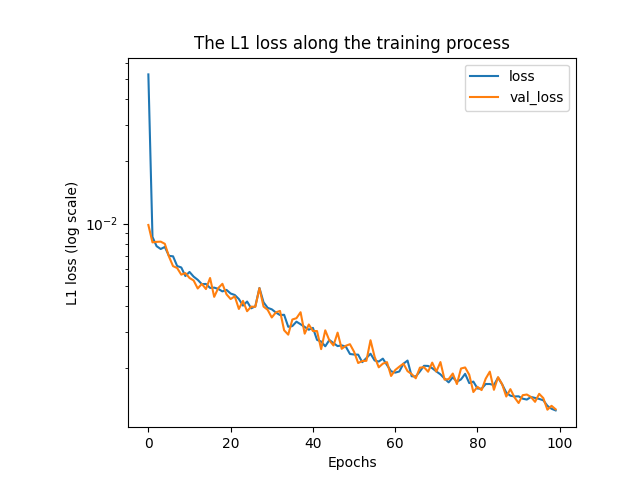 The L1 loss along the training process
loss
val_loss
L1 loss (log scale)
10⁻²
0 20 40 60 80 100
Epochs